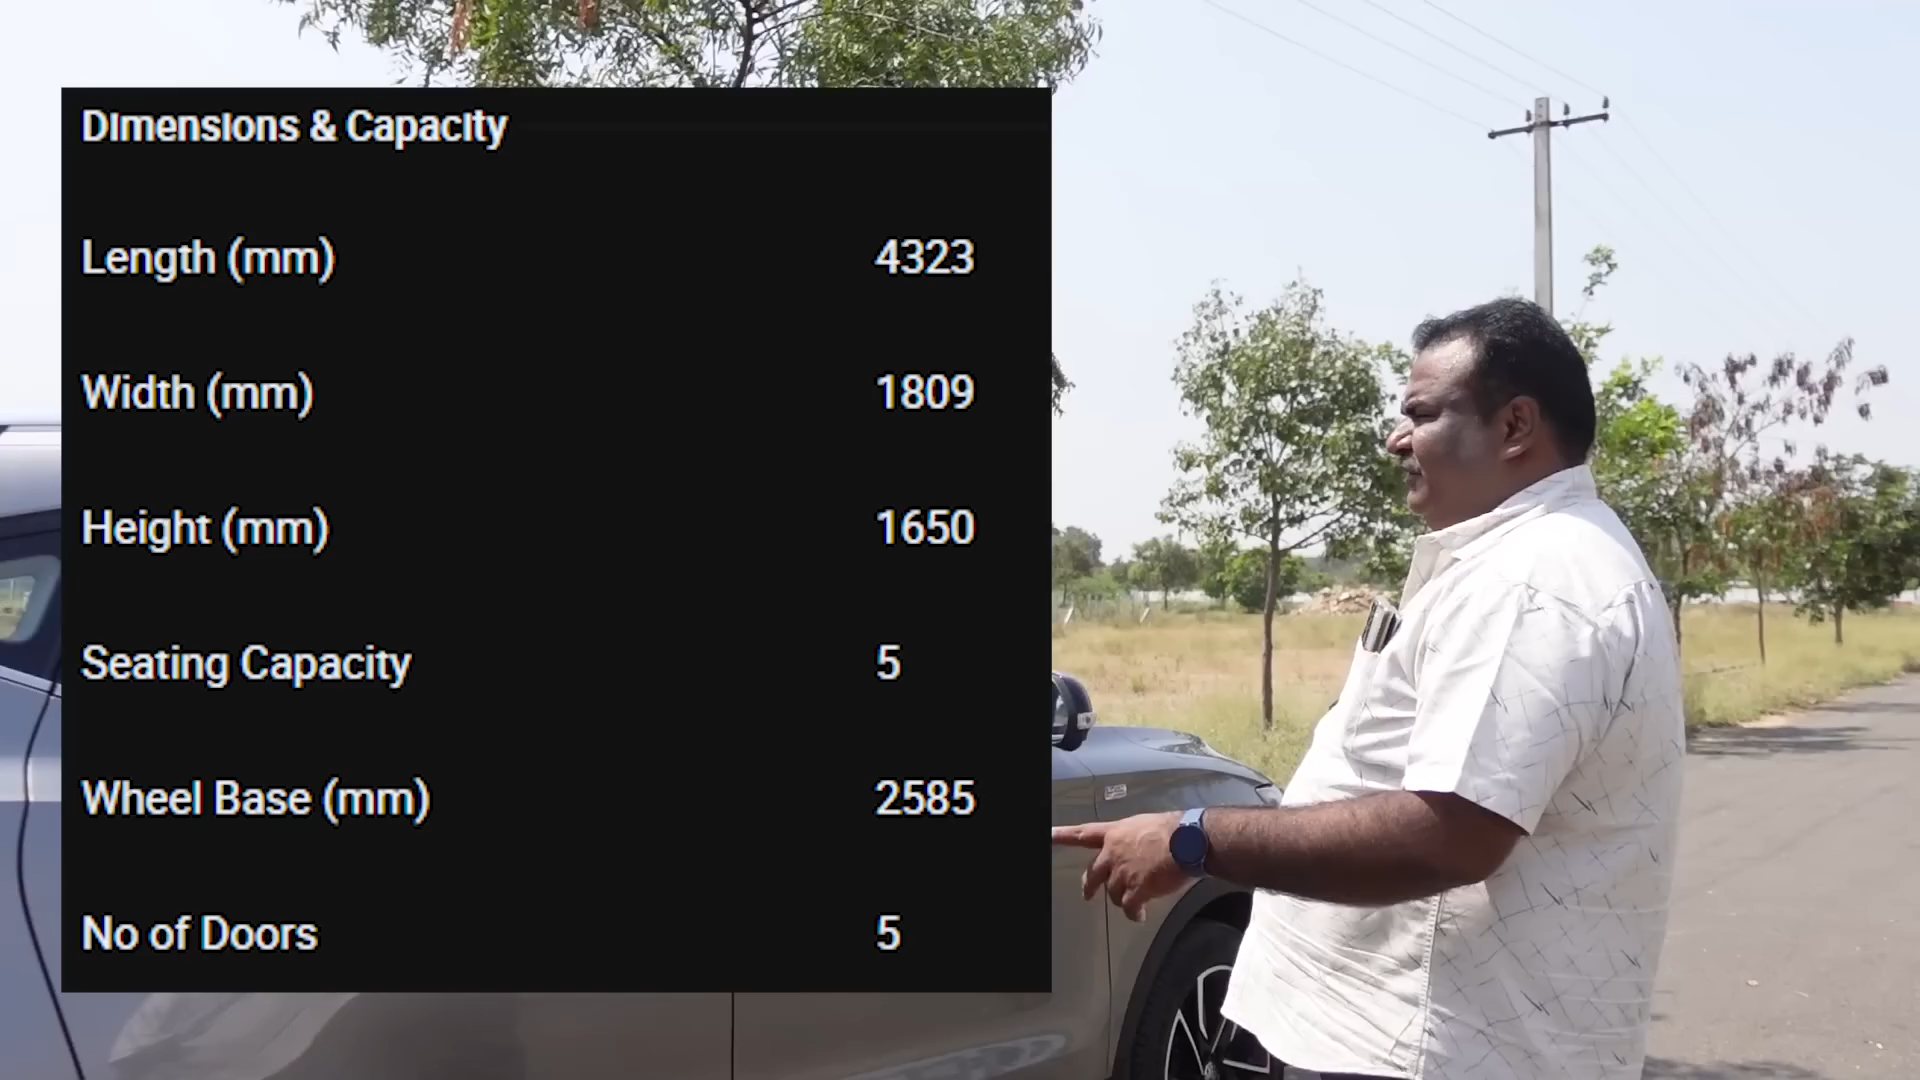 Dimensions & Capacity
Length (mm) 4323
Width (mm) 1809
Height (mm) 1650
Seating Capacity 5
Wheel Base (mm) 2585
No of Doors 5